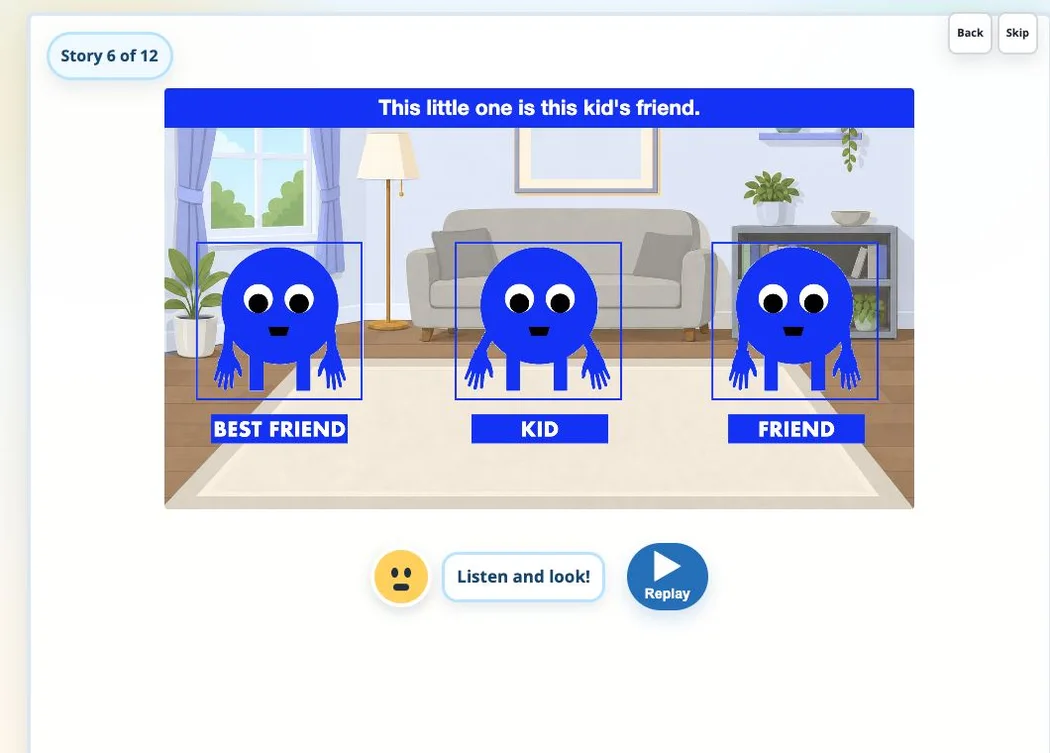 Story 6 of 12
Back
Skip
This little one is this kid's friend.
BEST FRIEND
KID
FRIEND
Listen and look!
Replay